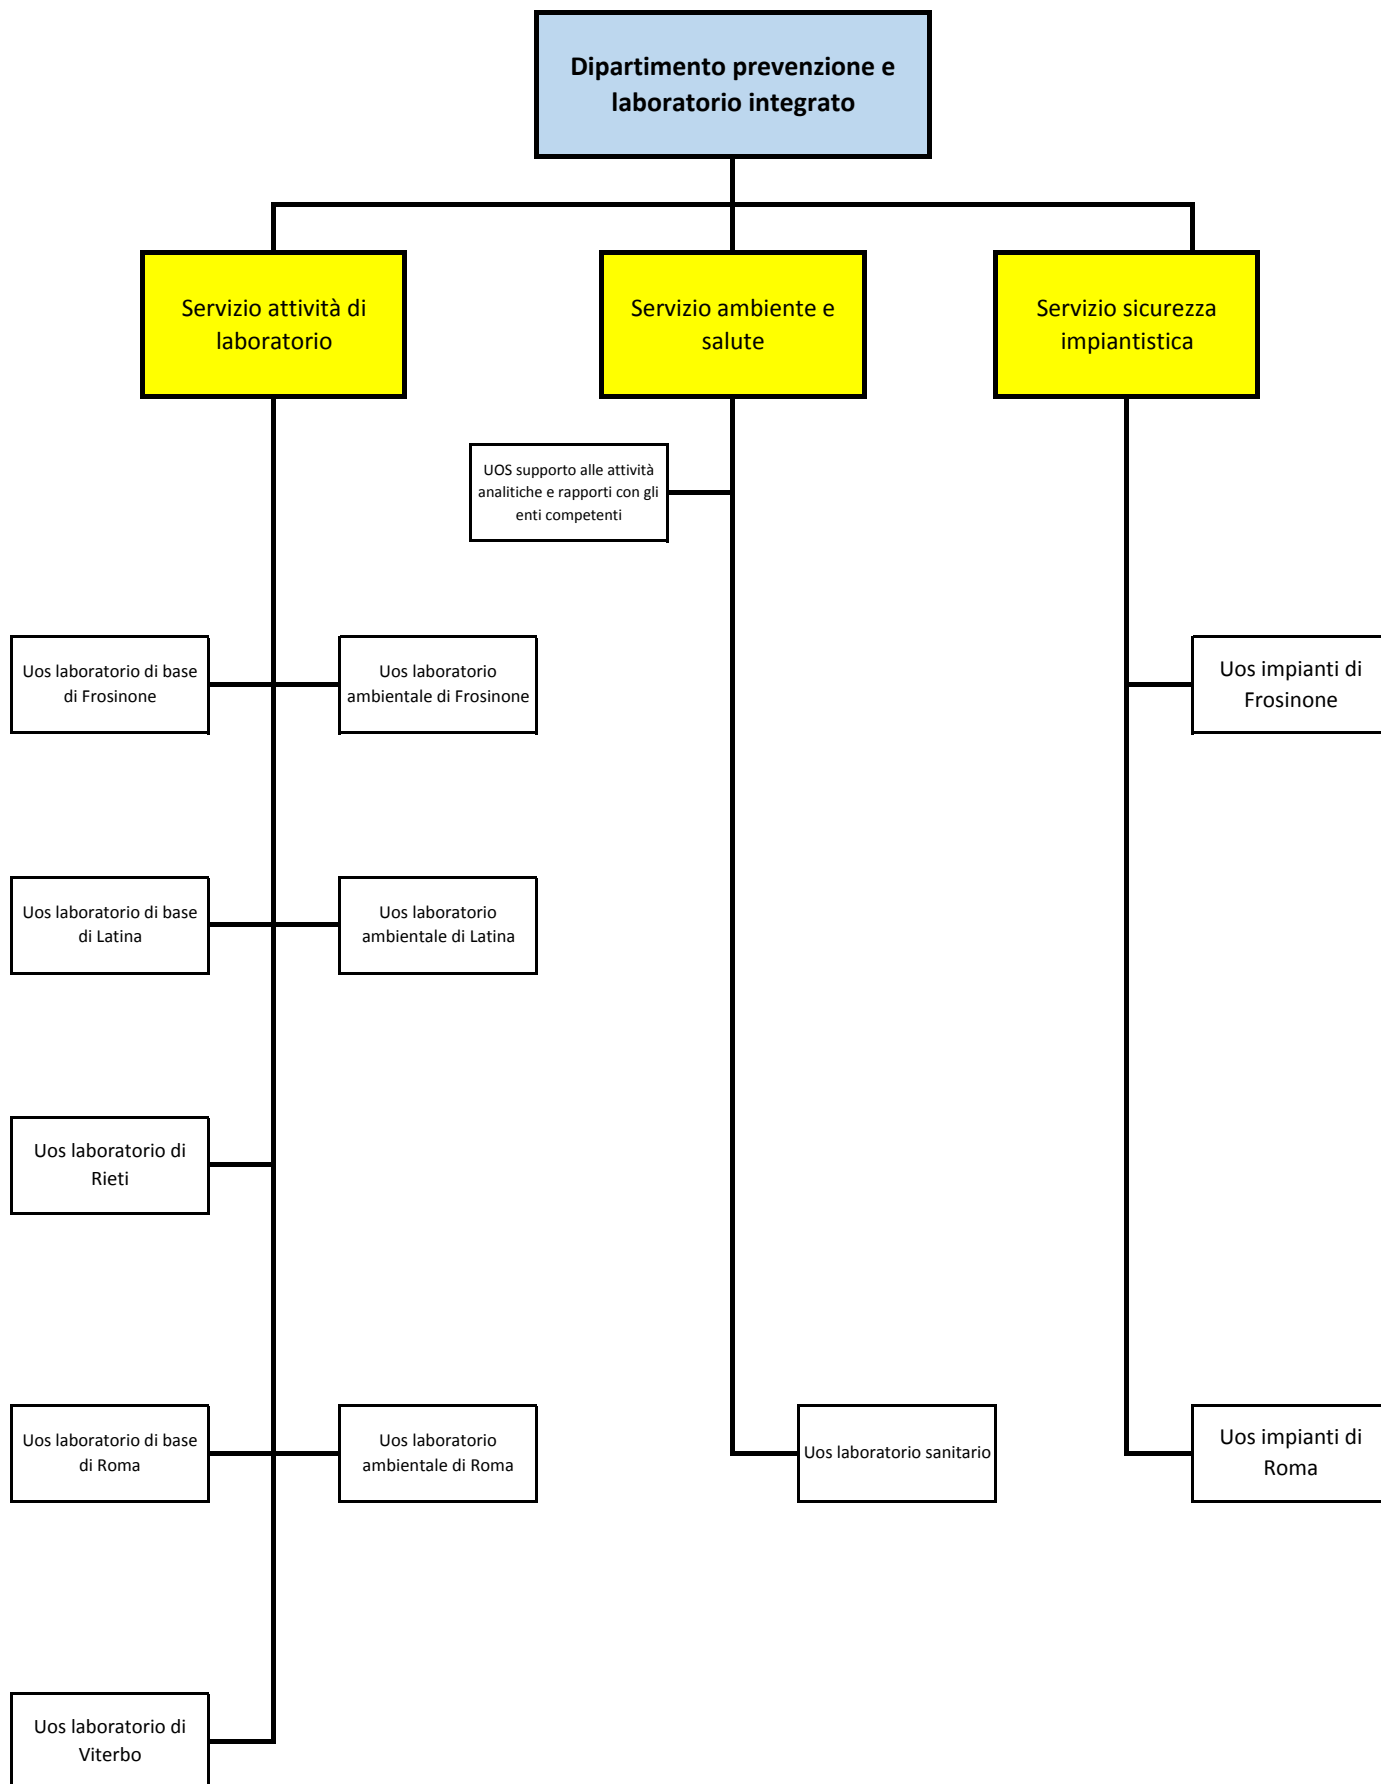 Dipartimento prevenzione e
laboratorio integrato
Servizio attività di
laboratorio
Servizio ambiente e
salute
Servizio sicurezza
impiantistica
UOS supporto alle attività
analitiche e rapporti con gli
enti competenti
Uos laboratorio di base
di Frosinone
Uos laboratorio
ambientale di Frosinone
Uos impianti di
Frosinone
Uos laboratorio di base
di Latina
Uos laboratorio
ambientale di Latina
Uos laboratorio di
Rieti
Uos laboratorio di base
di Roma
Uos laboratorio
ambientale di Roma
Uos laboratorio sanitario
Uos impianti di
Roma
Uos laboratorio di
Viterbo